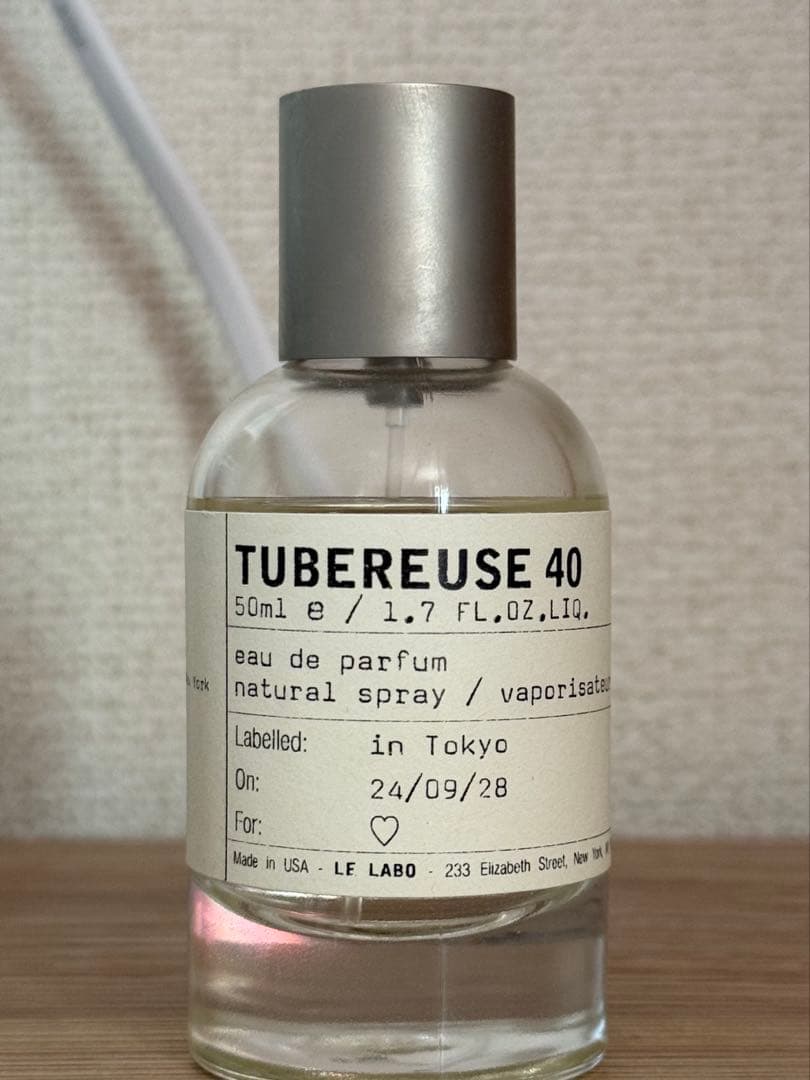 TUBEREUSE 40
50ml e / 1.7 FL.OZ.LIQ.
eau de parfum
natural spray / vaporisateu
Labelled: in Tokyo
On: 24/09/28
For: ♡
Made in USA - LE LABO - 233 Elizabeth Street, New York
York